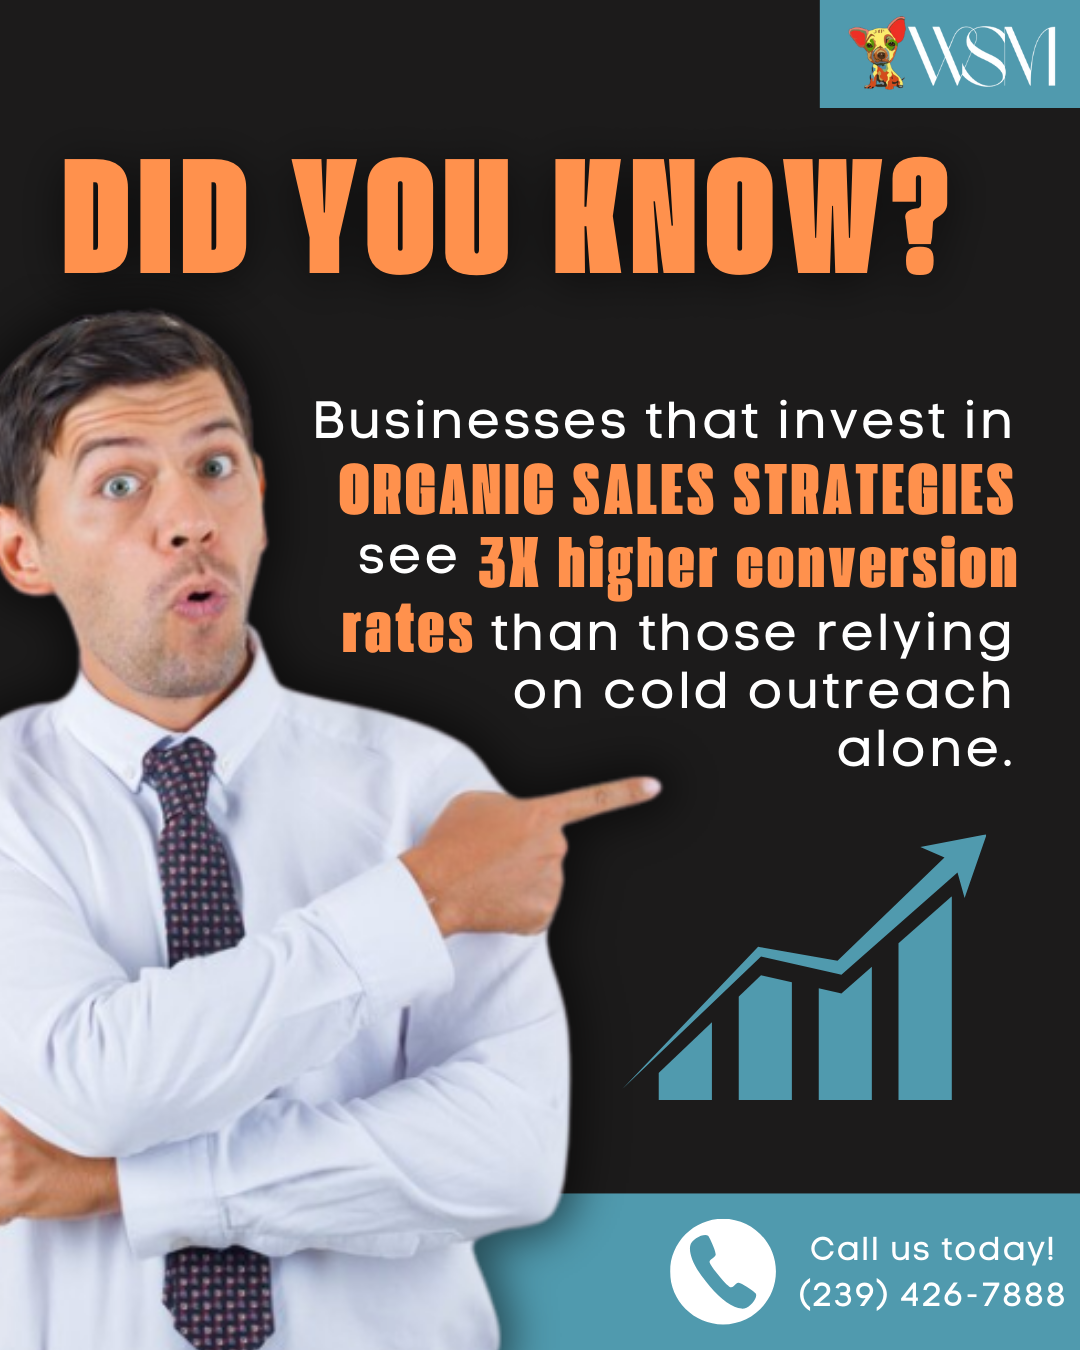 WSM
DID YOU KNOW?
Businesses that invest in
ORGANIC SALES STRATEGIES
see 3X higher conversion
rates than those relying
on cold outreach
alone.
Call us today!
(239) 426-7888